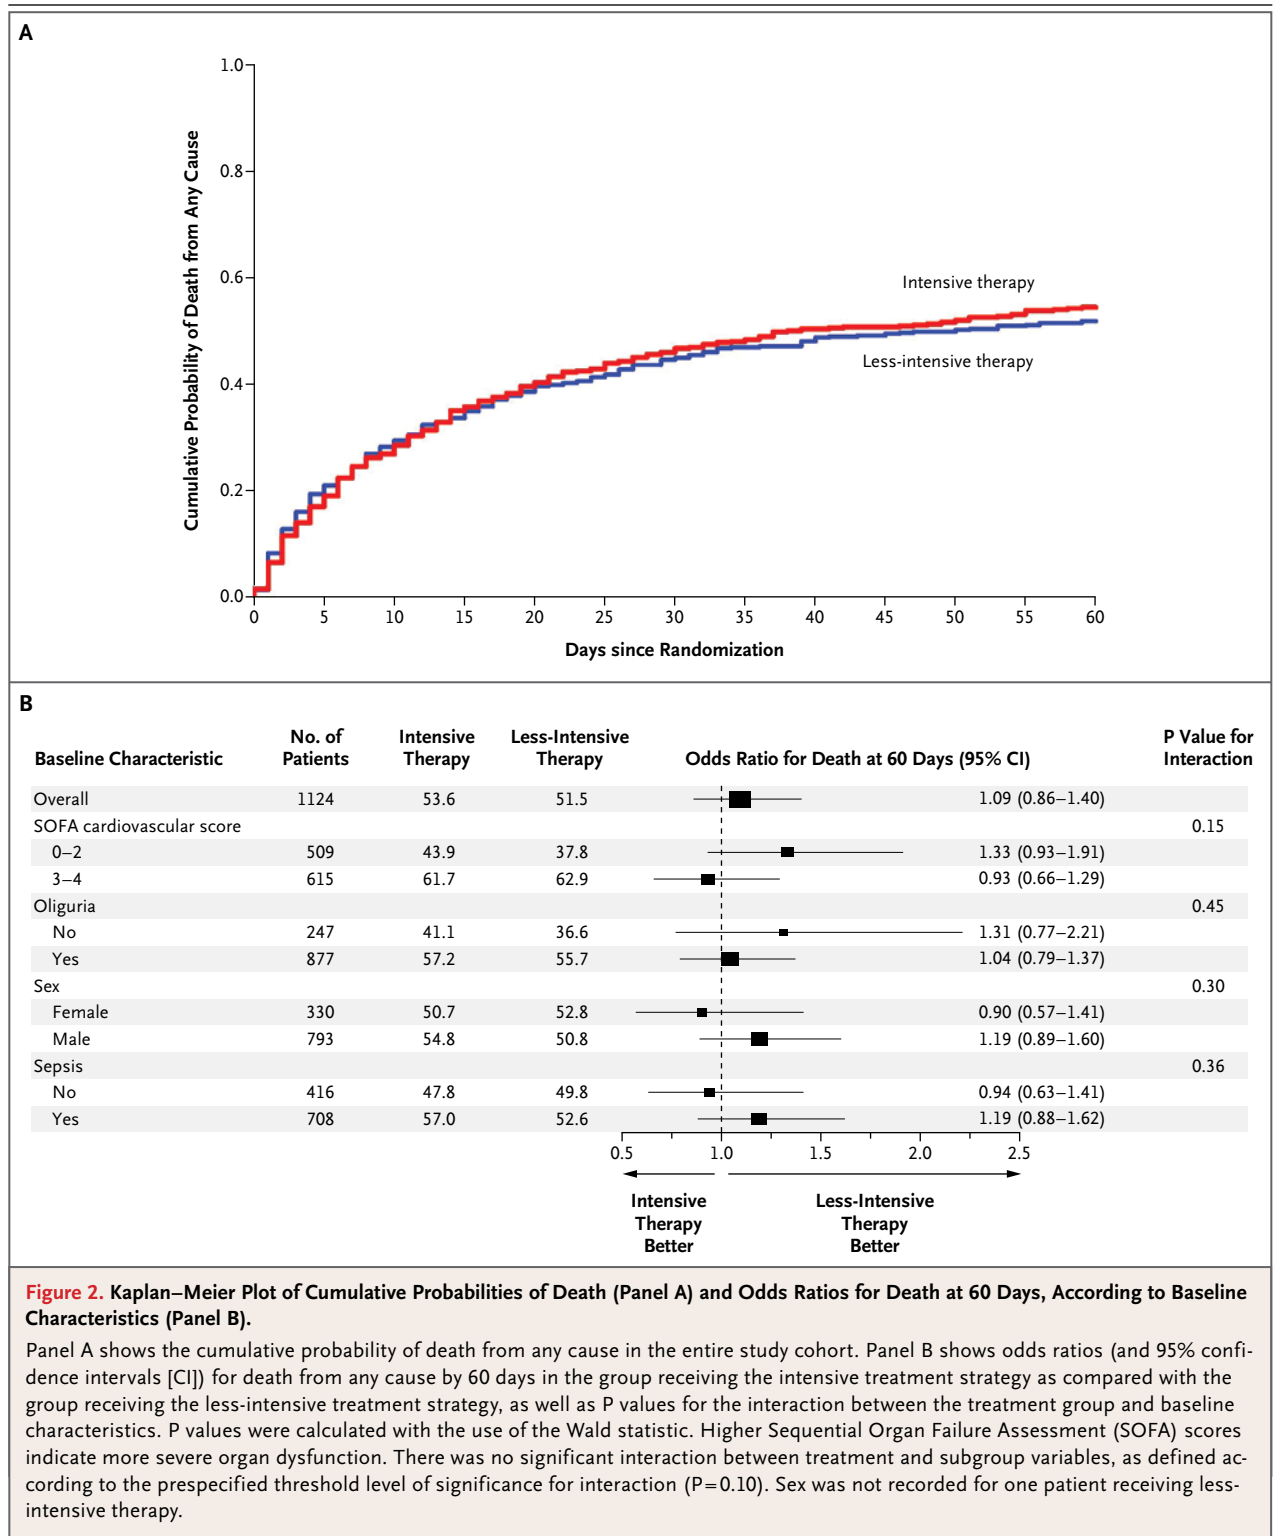 A
1.0
0.8
0.6
0.4
0.2
0.0
Cumulative Probability of Death from Any Cause
Intensive therapy
Less-intensive therapy
0 5 10 15 20 25 30 35 40 45 50 55 60
Days since Randomization
B
Baseline Characteristic No. of Patients Intensive Therapy Less-Intensive Therapy Odds Ratio for Death at 60 Days (95% CI) P Value for Interaction
Overall 1124 53.6 51.5 1.09 (0.86–1.40)
SOFA cardiovascular score 0.15
0–2 509 43.9 37.8 1.33 (0.93–1.91)
3–4 615 61.7 62.9 0.93 (0.66–1.29)
Oliguria 0.45
No 247 41.1 36.6 1.31 (0.77–2.21)
Yes 877 57.2 55.7 1.04 (0.79–1.37)
Sex 0.30
Female 330 50.7 52.8 0.90 (0.57–1.41)
Male 793 54.8 50.8 1.19 (0.89–1.60)
Sepsis 0.36
No 416 47.8 49.8 0.94 (0.63–1.41)
Yes 708 57.0 52.6 1.19 (0.88–1.62)
0.5 1.0 1.5 2.0 2.5
Intensive Therapy Better
Less-Intensive Therapy Better
Figure 2. Kaplan–Meier Plot of Cumulative Probabilities of Death (Panel A) and Odds Ratios for Death at 60 Days, According to Baseline
Characteristics (Panel B).
Panel A shows the cumulative probability of death from any cause in the entire study cohort. Panel B shows odds ratios (and 95% confi-
dence intervals [CI]) for death from any cause by 60 days in the group receiving the intensive treatment strategy as compared with the
group receiving the less-intensive treatment strategy, as well as P values for the interaction between the treatment group and baseline
characteristics. P values were calculated with the use of the Wald statistic. Higher Sequential Organ Failure Assessment (SOFA) scores
indicate more severe organ dysfunction. There was no significant interaction between treatment and subgroup variables, as defined ac-
cording to the prespecified threshold level of significance for interaction (P=0.10). Sex was not recorded for one patient receiving less-
intensive therapy.